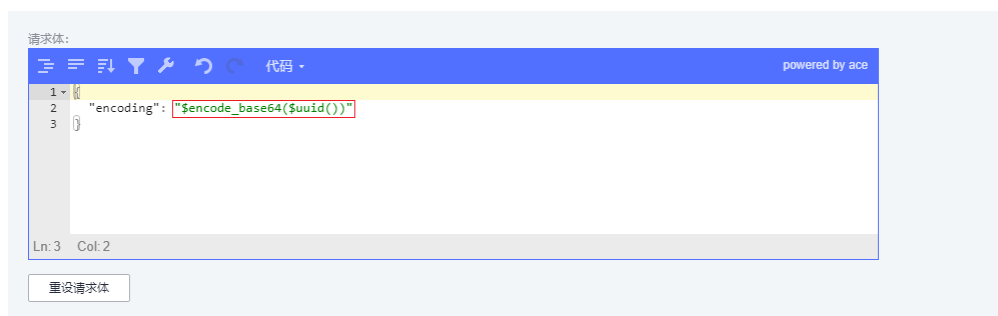 请求体:
代码
powered by ace
1 {
2 "encoding": "$encode_base64($uuid())"
3 }
Ln: 3 Col: 2
重设请求体